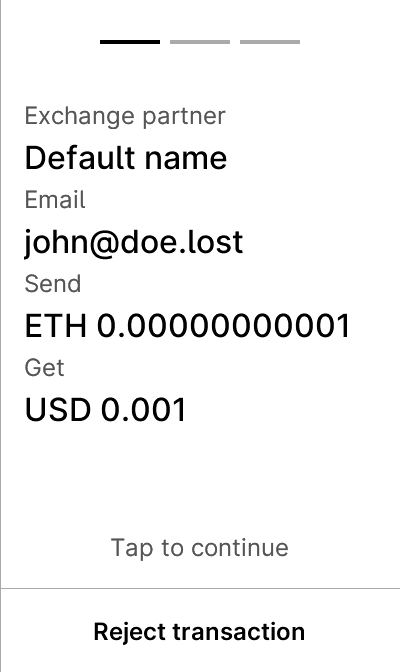 Exchange partner
Default name
Email
john@doe.lost
Send
ETH 0.00000000001
Get
USD 0.001
Tap to continue
Reject transaction